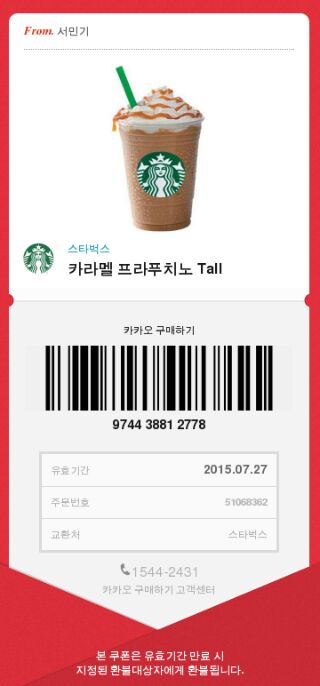 From. 서민기
스타벅스
카라멜 프라푸치노 Tall
카카오 구매하기
9744 3881 2778
유효기간 2015.07.27
주문번호 51068362
교환처 스타벅스
1544-2431
카카오 구매하기 고객센터
본 쿠폰은 유효기간 만료 시
지정된 환불대상자에게 환불됩니다.